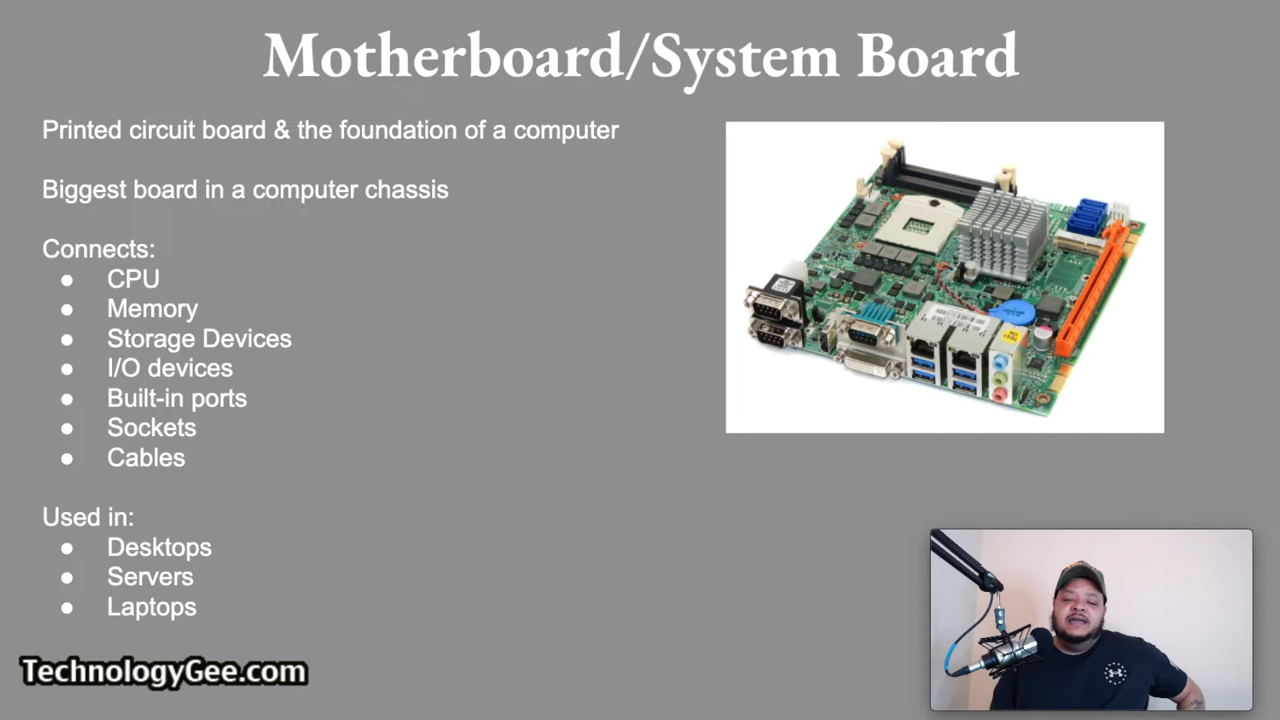 Motherboard/System Board
Printed circuit board & the foundation of a computer
Biggest board in a computer chassis
Connects:
● CPU
● Memory
● Storage Devices
● I/O devices
● Built-in ports
● Sockets
● Cables
Used in:
● Desktops
● Servers
● Laptops
TechnologyGee.com